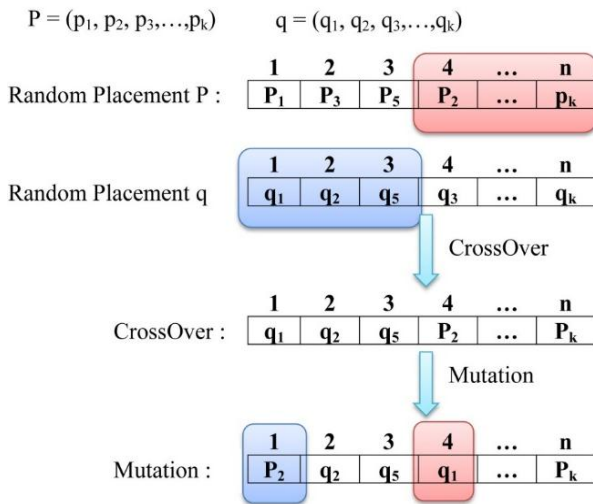 P = (p₁, p₂, p₃,…,pₖ) q = (q₁, q₂, q₃,…,qₖ)
1 2 3 4 … n
Random Placement P : P₁ P₃ P₅ P₂ … pₖ
1 2 3 4 … n
Random Placement q q₁ q₂ q₅ q₃ … qₖ
CrossOver
1 2 3 4 … n
CrossOver : q₁ q₂ q₅ P₂ … Pₖ
Mutation
1 2 3 4 … n
Mutation : P₂ q₂ q₅ q₁ … Pₖ